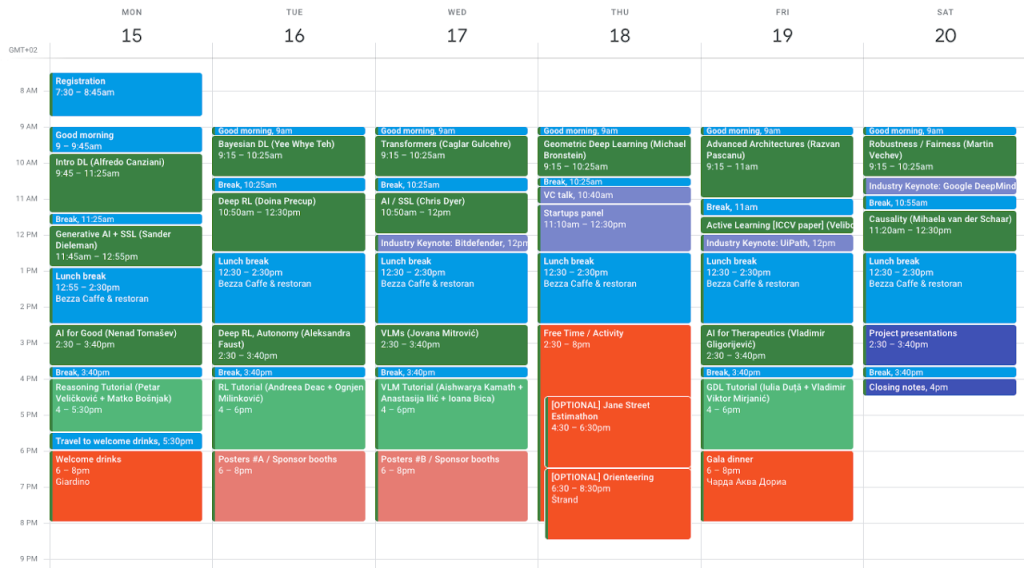 MON
15
TUE
16
WED
17
THU
18
FRI
19
SAT
20
GMT+02
8 AM
9 AM
10 AM
11 AM
12 PM
1 PM
2 PM
3 PM
4 PM
5 PM
6 PM
7 PM
8 PM
9 PM
Registration
7:30 – 8:45am
Good morning
9 – 9:45am
Intro DL (Alfredo Canziani)
9:45 – 11:25am
Break, 11:25am
Generative AI + SSL (Sander
Dieleman)
11:45am – 12:55pm
Lunch break
12:55 – 2:30pm
Bezza Caffe & restoran
AI for Good (Nenad Tomašev)
2:30 – 3:40pm
Break, 3:40pm
Reasoning Tutorial (Petar
Veličković + Matko Bošnjak)
4 – 5:30pm
Travel to welcome drinks, 5:30pm
Welcome drinks
6 – 8pm
Giardino
Good morning, 9am
Bayesian DL (Yee Whye Teh)
9:15 – 10:25am
Break, 10:25am
Deep RL (Doina Precup)
10:50am – 12:30pm
Lunch break
12:30 – 2:30pm
Bezza Caffe & restoran
Deep RL, Autonomy (Aleksandra
Faust)
2:30 – 3:40pm
Break, 3:40pm
RL Tutorial (Andreea Deac + Ognjen
Milinković)
4 – 6pm
Posters #A / Sponsor booths
6 – 8pm
Good morning, 9am
Transformers (Caglar Gulcehre)
9:15 – 10:25am
Break, 10:25am
AI / SSL (Chris Dyer)
10:50am – 12pm
Industry Keynote: Bitdefender, 12pm
Lunch break
12:30 – 2:30pm
Bezza Caffe & restoran
VLMs (Jovana Mitrović)
2:30 – 3:40pm
Break, 3:40pm
VLM Tutorial (Aishwarya Kamath +
Anastasija Ilić + Ioana Bica)
4 – 6pm
Posters #B / Sponsor booths
6 – 8pm
Good morning, 9am
Geometric Deep Learning (Michael
Bronstein)
9:15 – 10:25am
Break, 10:25am
VC talk, 10:40am
Startups panel
11:10am – 12:30pm
Lunch break
12:30 – 2:30pm
Bezza Caffe & restoran
Free Time / Activity
2:30 – 8pm
[OPTIONAL] Jane Street
Estimathon
4:30 – 6:30pm
[OPTIONAL] Orienteering
6:30 – 8:30pm
Štrand
Good morning, 9am
Advanced Architectures (Razvan
Pascanu)
9:15 – 11am
Break, 11am
Active Learning [ICCV paper] (Velibo
Industry Keynote: UiPath, 12pm
Lunch break
12:30 – 2:30pm
Bezza Caffe & restoran
AI for Therapeutics (Vladimir
Gligorijević)
2:30 – 3:40pm
Break, 3:40pm
GDL Tutorial (Iulia Duță + Vladimir
Viktor Mirjanić)
4 – 6pm
Gala dinner
6 – 8pm
Чарда Аква Дориа
Good morning, 9am
Robustness / Fairness (Martin
Vechev)
9:15 – 10:25am
Industry Keynote: Google DeepMind
Break, 10:55am
Causality (Mihaela van der Schaar)
11:20am – 12:30pm
Lunch break
12:30 – 2:30pm
Bezza Caffe & restoran
Project presentations
2:30 – 3:40pm
Break, 3:40pm
Closing notes, 4pm